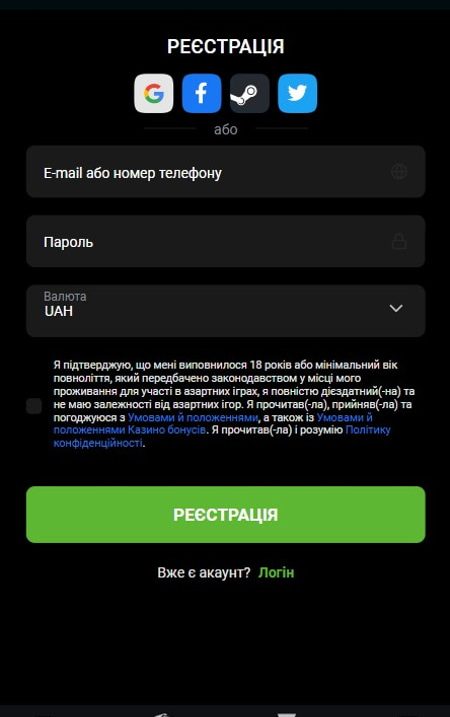 РЕЄСТРАЦІЯ
або
E-mail або номер телефону
Пароль
Валюта
UAH
Я підтверджую, що мені виповнилося 18 років або мінімальний вік
повноліття, який передбачено законодавством у місці мого
проживання для участі в азартних іграх, я повністю дієздатний(-на) та
не маю залежності від азартних ігор. Я прочитав(-ла), прийняв(-ла) та
погоджуюся з Умовами й положеннями, а також із Умовами й
положеннями Казино бонусів. Я прочитав(-ла) і розумію Політику
конфіденційності.
РЕЄСТРАЦІЯ
Вже є акаунт? Логін